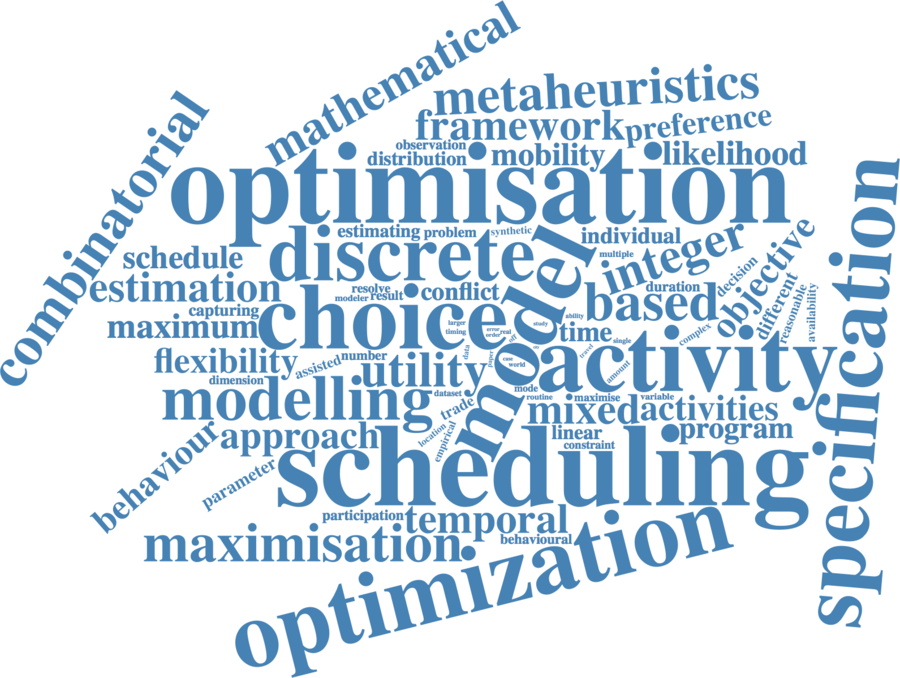 mathematical
metaheuristics
combinatorial
framework
preference
observation
distribution
mobility
likelihood
optimisation
specification
estimating
problem
synthetic
individual
discrete
model
multiple
integer
objective
schedule
decision
estimation
resolve
conflict
duration
based
different
reasonable
availability
modeler
result
capturing
choice
maximum
larger
timing
error
order
real
study
ability
time
single
complex
flexibility
assisted
number
data
paper
off
case
world
travel
activity
dimension
utility
amount
modelling
dataset
mode
routine
maximise
variable
trade
mixed
activities
behaviour
approach
location
empirical
linear
program
constraint
parameter
scheduling
participation
temporal
maximisation
behavioural
optimization